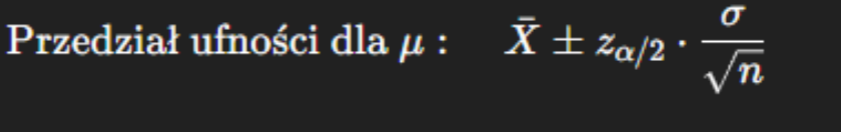 Przedział ufności dla μ : X̄ ± z_{α/2} · σ/√n